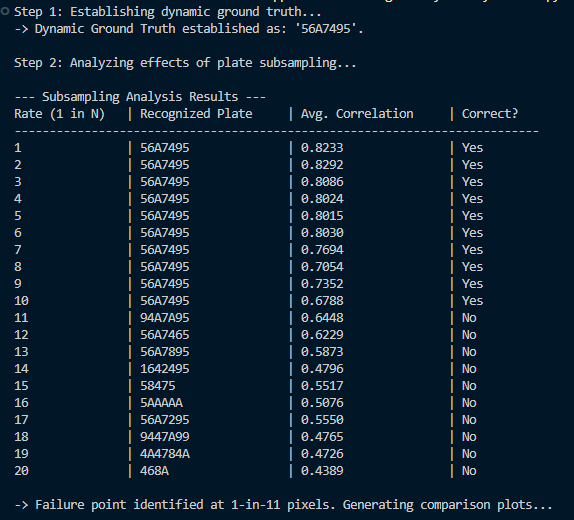 Step 1: Establishing dynamic ground truth...
-> Dynamic Ground Truth established as: '56A7495'.
Step 2: Analyzing effects of plate subsampling...
--- Subsampling Analysis Results ---
Rate (1 in N) | Recognized Plate | Avg. Correlation | Correct?
---------------------------------------------------------------------------
1 | 56A7495 | 0.8233 | Yes
2 | 56A7495 | 0.8292 | Yes
3 | 56A7495 | 0.8086 | Yes
4 | 56A7495 | 0.8024 | Yes
5 | 56A7495 | 0.8015 | Yes
6 | 56A7495 | 0.8030 | Yes
7 | 56A7495 | 0.7694 | Yes
8 | 56A7495 | 0.7054 | Yes
9 | 56A7495 | 0.7352 | Yes
10 | 56A7495 | 0.6788 | Yes
11 | 94A7A95 | 0.6448 | No
12 | 56A7465 | 0.6229 | No
13 | 56A7895 | 0.5873 | No
14 | 1642495 | 0.4796 | No
15 | 58475 | 0.5517 | No
16 | 5AAAAA | 0.5076 | No
17 | 56A7295 | 0.5550 | No
18 | 9447A99 | 0.4765 | No
19 | 4A4784A | 0.4726 | No
20 | 468A | 0.4389 | No
-> Failure point identified at 1-in-11 pixels. Generating comparison plots...